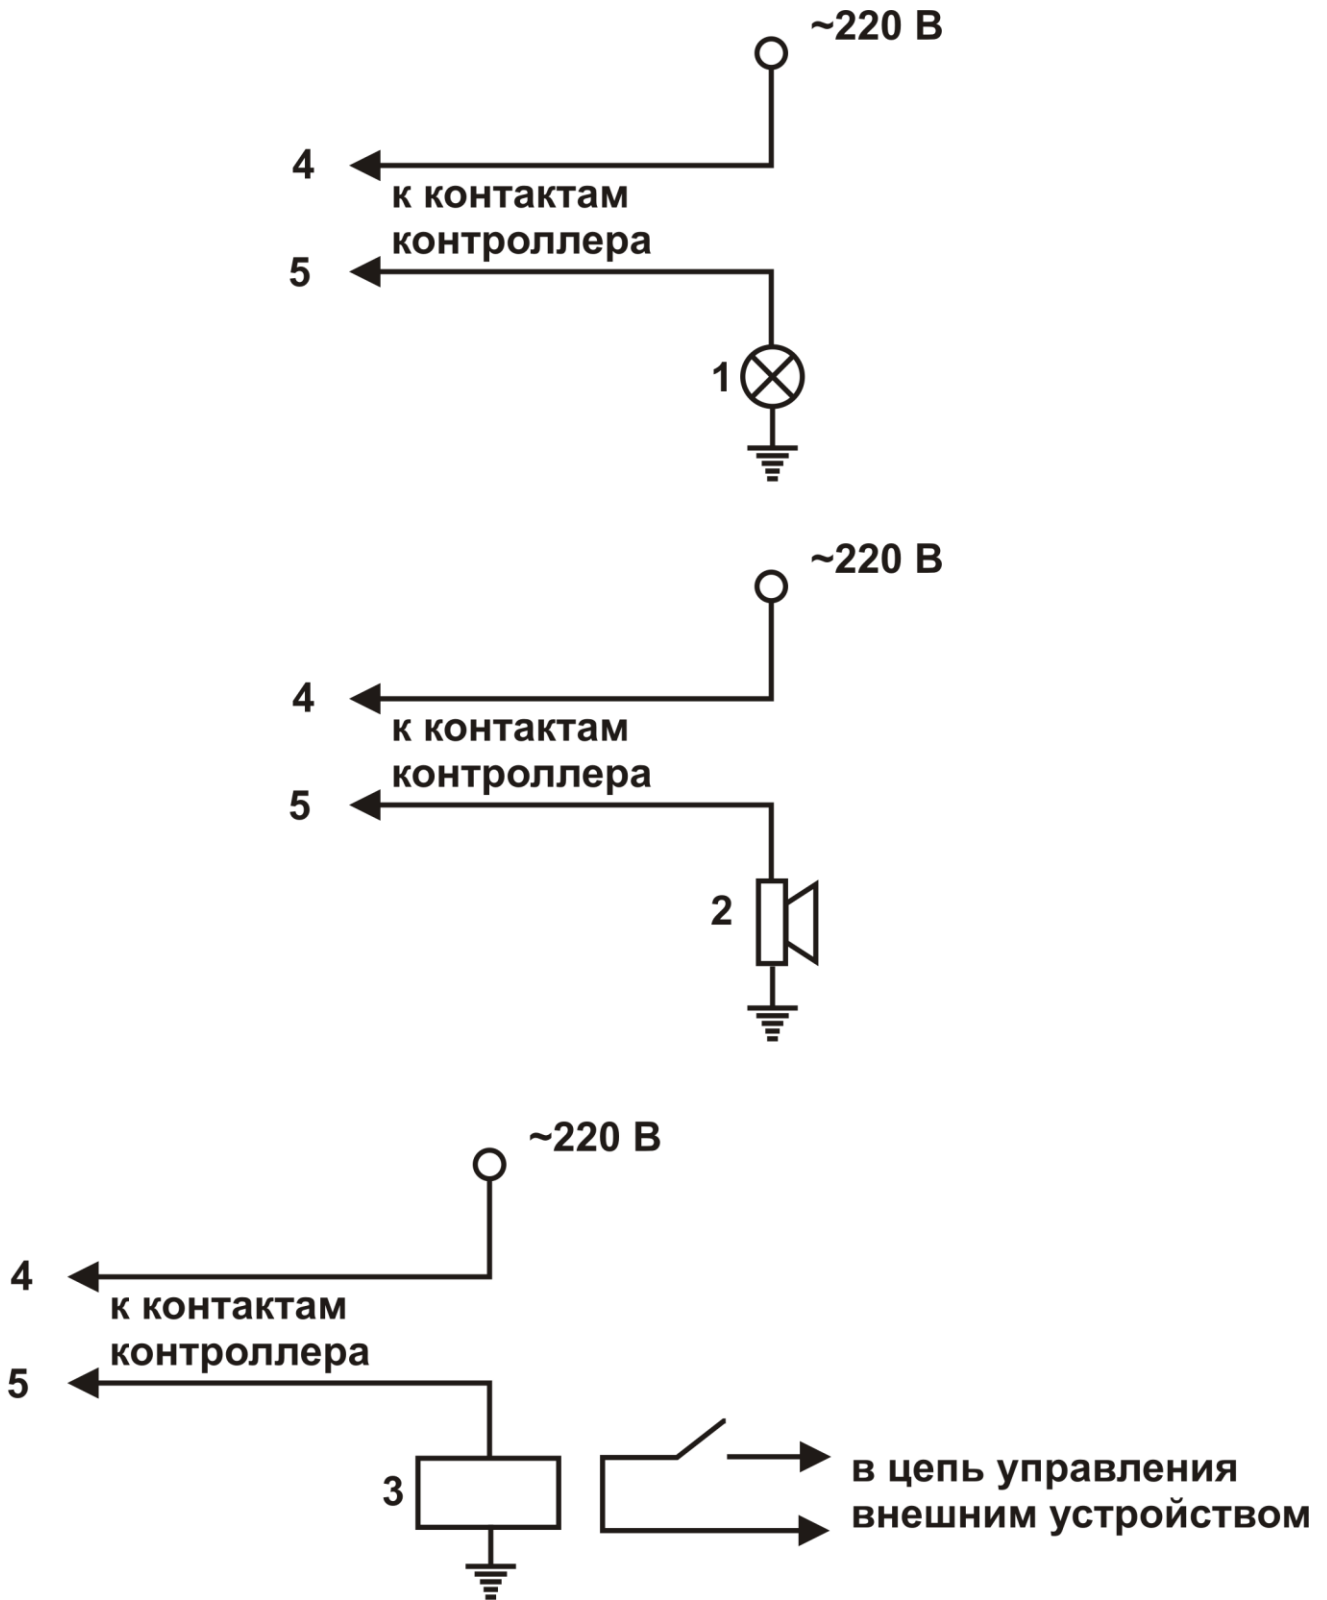 ~220 В
4
к контактам
контроллера
5
1
~220 В
4
к контактам
контроллера
5
2
~220 В
4
к контактам
контроллера
5
3
в цепь управления
внешним устройством